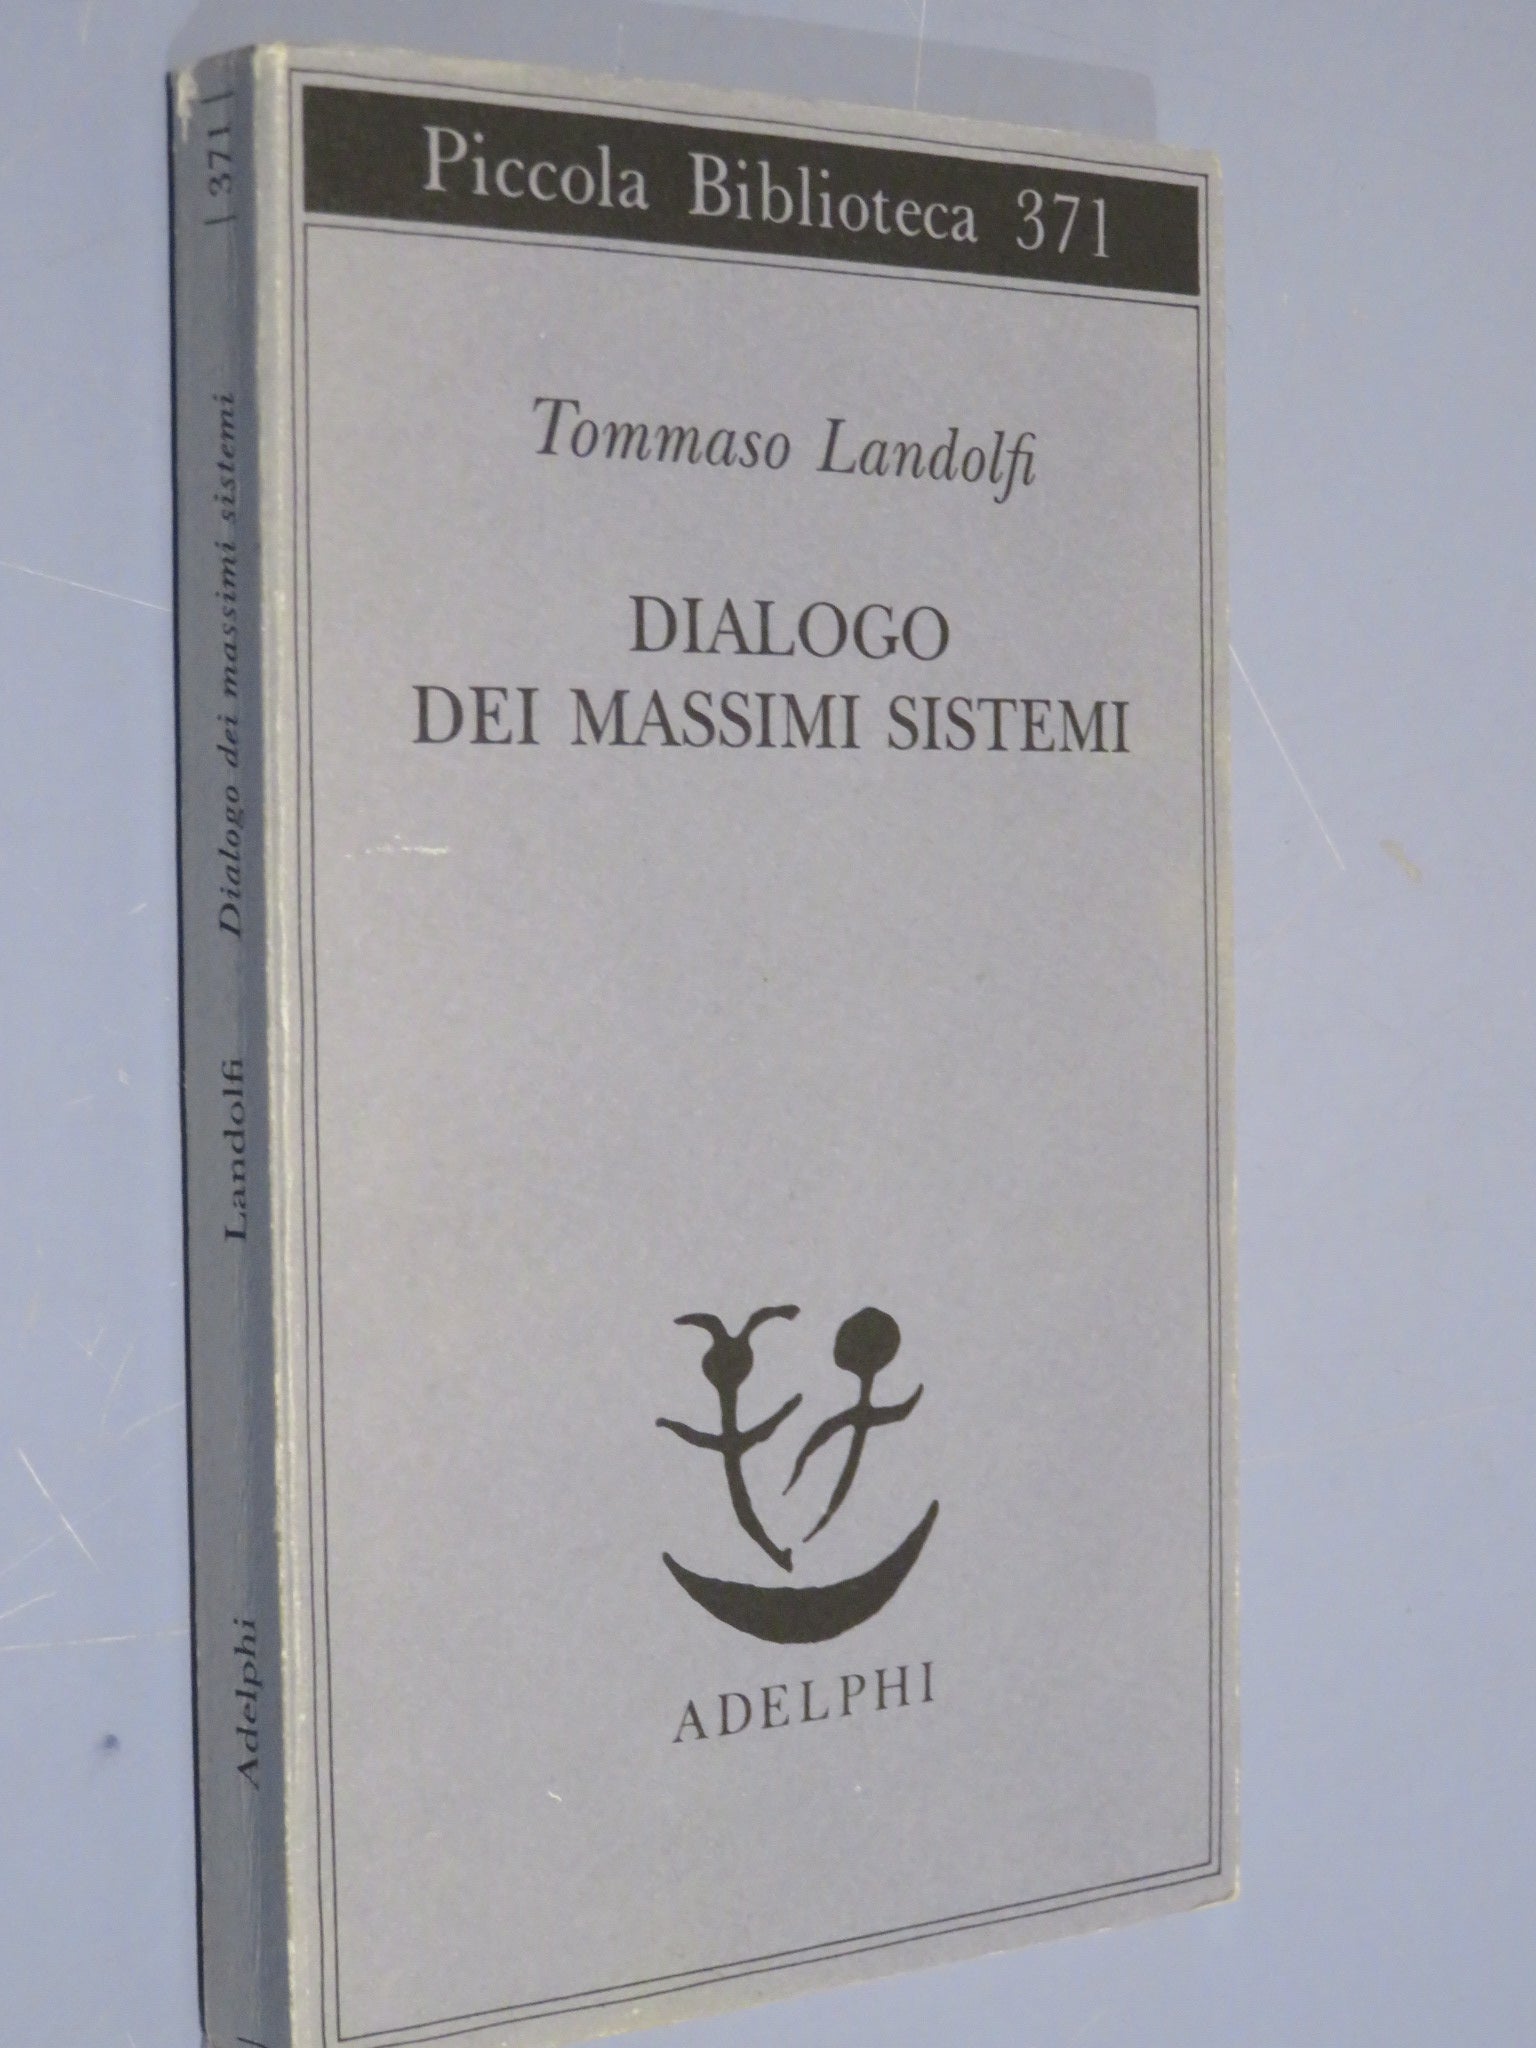 Piccola Biblioteca 371
Tommaso Landolfi
DIALOGO
DEI MASSIMI SISTEMI
ADELPHI
Adelphi Landolfi Dialogo dei massimi sistemi | 371 |